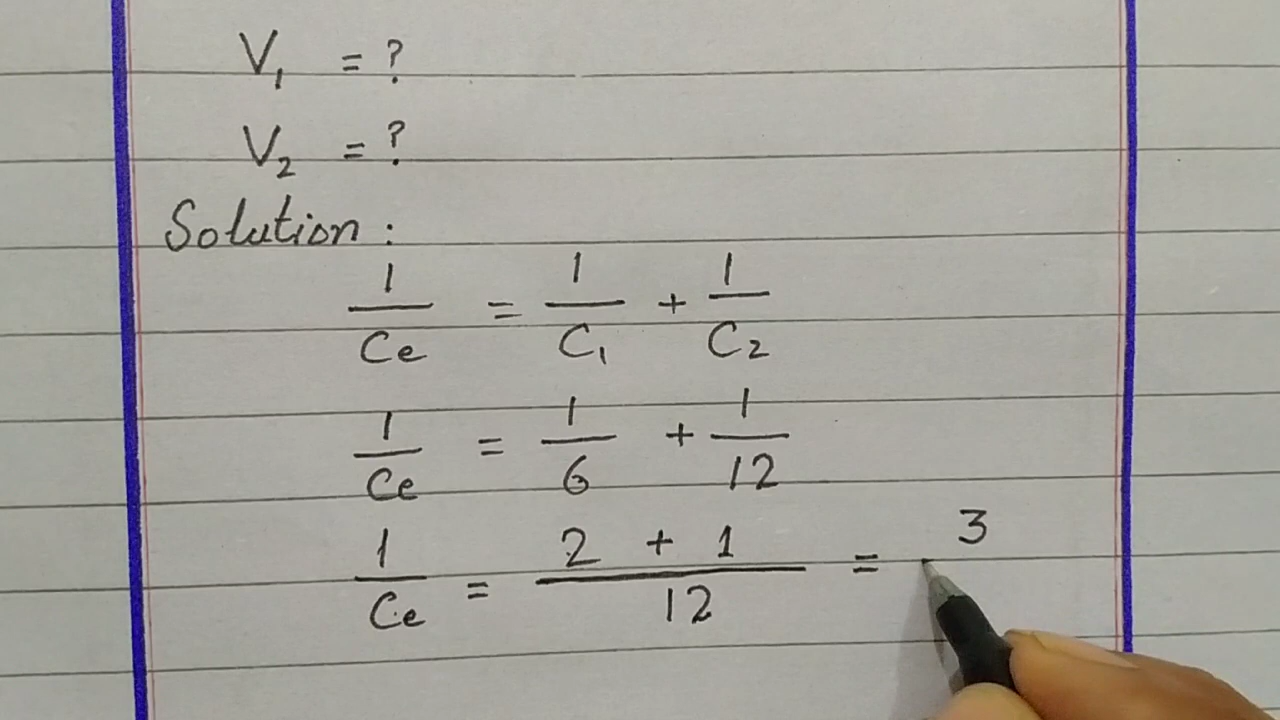 V₁ = ?
V₂ = ?
Solution :
1/Ce = 1/C₁ + 1/C₂
1/Ce = 1/6 + 1/12
1/Ce = 2 + 1/12 = 3